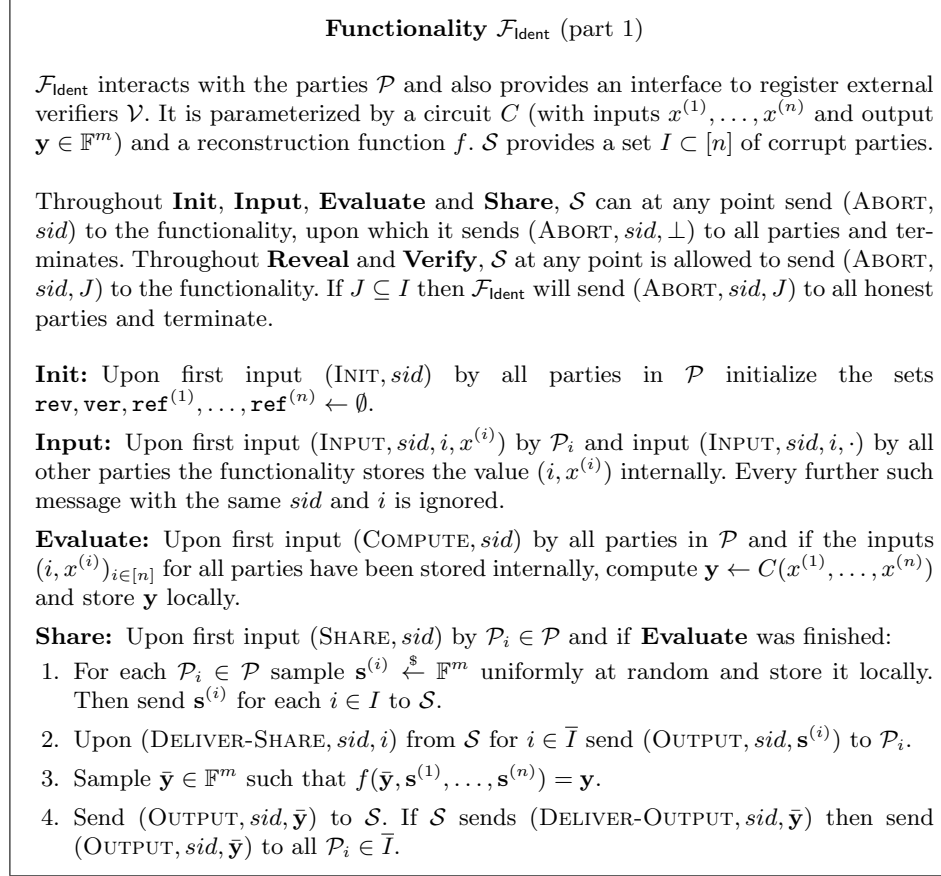 Functionality 𝓕_Ident (part 1)
𝓕_Ident interacts with the parties 𝒫 and also provides an interface to register external
verifiers 𝒱. It is parameterized by a circuit C (with inputs x^(1), . . . , x^(n) and output
𝐲 ∈ 𝔽^m) and a reconstruction function f. 𝒮 provides a set I ⊂ [n] of corrupt parties.
Throughout Init, Input, Evaluate and Share, 𝒮 can at any point send (ABORT,
sid) to the functionality, upon which it sends (ABORT, sid, ⊥) to all parties and ter-
minates. Throughout Reveal and Verify, 𝒮 at any point is allowed to send (ABORT,
sid, J) to the functionality. If J ⊆ I then 𝓕_Ident will send (ABORT, sid, J) to all honest
parties and terminate.
Init: Upon first input (INIT, sid) by all parties in 𝒫 initialize the sets
rev, ver, ref^(1), . . . , ref^(n) ← ∅.
Input: Upon first input (INPUT, sid, i, x^(i)) by 𝒫_i and input (INPUT, sid, i, ·) by all
other parties the functionality stores the value (i, x^(i)) internally. Every further such
message with the same sid and i is ignored.
Evaluate: Upon first input (COMPUTE, sid) by all parties in 𝒫 and if the inputs
(i, x^(i))_{i∈[n]} for all parties have been stored internally, compute 𝐲 ← C(x^(1), . . . , x^(n))
and store 𝐲 locally.
Share: Upon first input (SHARE, sid) by 𝒫_i ∈ 𝒫 and if Evaluate was finished:
1. For each 𝒫_i ∈ 𝒫 sample 𝐬^(i) $← 𝔽^m uniformly at random and store it locally.
Then send 𝐬^(i) for each i ∈ I to 𝒮.
2. Upon (DELIVER-SHARE, sid, i) from 𝒮 for i ∈ I̅ send (OUTPUT, sid, 𝐬^(i)) to 𝒫_i.
3. Sample 𝐲̄ ∈ 𝔽^m such that f(𝐲̄, 𝐬^(1), . . . , 𝐬^(n)) = 𝐲.
4. Send (OUTPUT, sid, 𝐲̄) to 𝒮. If 𝒮 sends (DELIVER-OUTPUT, sid, 𝐲̄) then send
(OUTPUT, sid, 𝐲̄) to all 𝒫_i ∈ I̅.